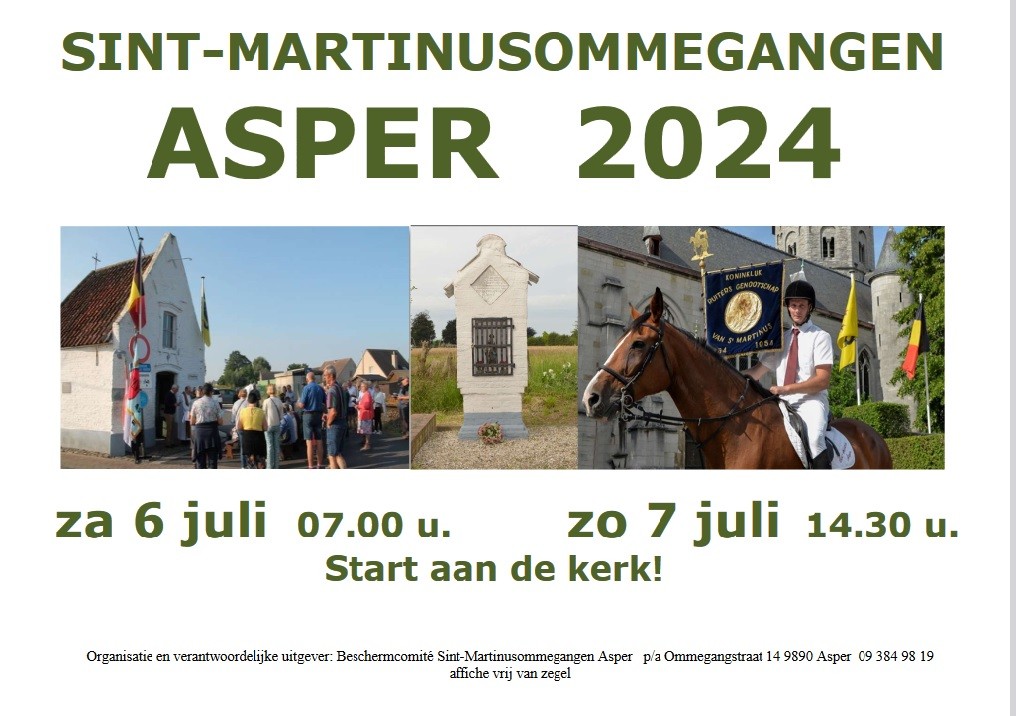 SINT-MARTINUSOMMEGANGEN
ASPER 2024
KONINKLIJK
RUITERS GENOOTSCHAP
VAN ST MARTINUS
1954
za 6 juli 07.00 u. zo 7 juli 14.30 u.
Start aan de kerk!
Organisatie en verantwoordelijke uitgever: Beschermcomité Sint-Martinusommegangen Asper p/a Ommegangstraat 14 9890 Asper 09 384 98 19
affiche vrij van zegel